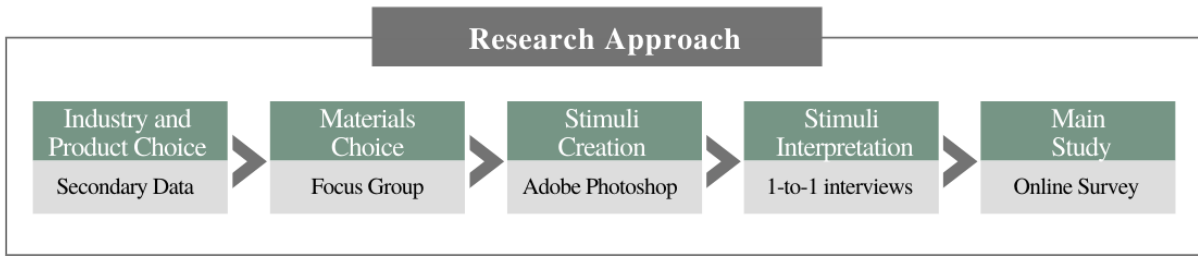 Research Approach
Industry and
Product Choice
Secondary Data
Materials
Choice
Focus Group
Stimuli
Creation
Adobe Photoshop
Stimuli
Interpretation
1-to-1 interviews
Main
Study
Online Survey